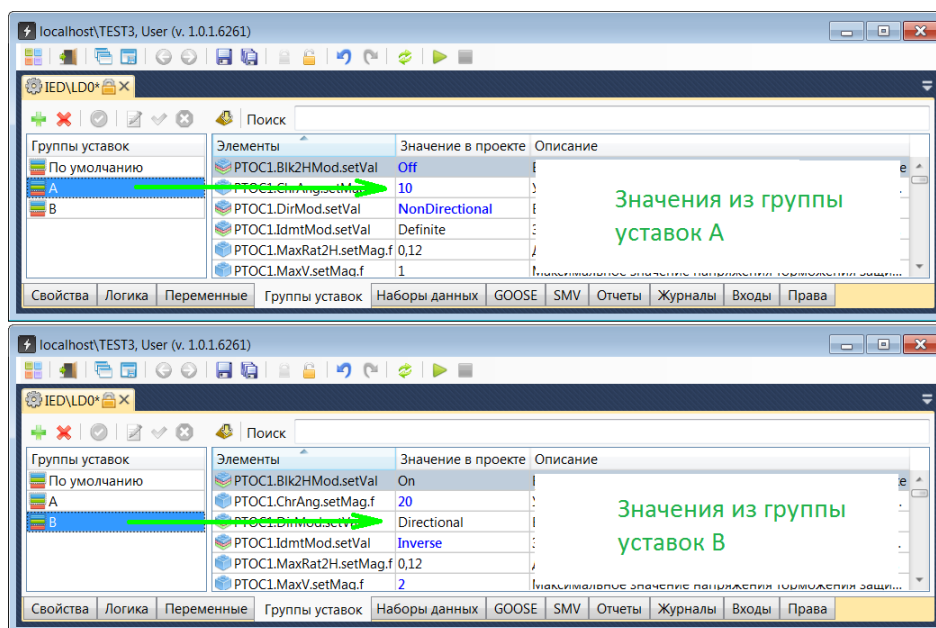 localhost\TEST3, User (v. 1.0.1.6261)
IED\LD0*
Поиск
Группы уставок Элементы Значение в проекте Описание
По умолчанию PTOC1.Blk2HMod.setVal Off
A 10
B PTOC1.DirMod.setVal NonDirectional
PTOC1.IdmtMod.setVal Definite
PTOC1.MaxRat2H.setMag.f 0,12
PTOC1.MaxV.setMag.f 1 Максимальное значение напряжения торможения защи...
Значения из группы
уставок А
Свойства Логика Переменные Группы уставок Наборы данных GOOSE SMV Отчеты Журналы Входы Права
localhost\TEST3, User (v. 1.0.1.6261)
IED\LD0*
Поиск
Группы уставок Элементы Значение в проекте Описание
По умолчанию PTOC1.Blk2HMod.setVal On
A PTOC1.ChrAng.setMag.f 20
B PTOC1.DirMod.setVal Directional
PTOC1.IdmtMod.setVal Inverse
PTOC1.MaxRat2H.setMag.f 0,12
PTOC1.MaxV.setMag.f 2 Максимальное значение напряжения торможения защи...
Значения из группы
уставок В
Свойства Логика Переменные Группы уставок Наборы данных GOOSE SMV Отчеты Журналы Входы Права